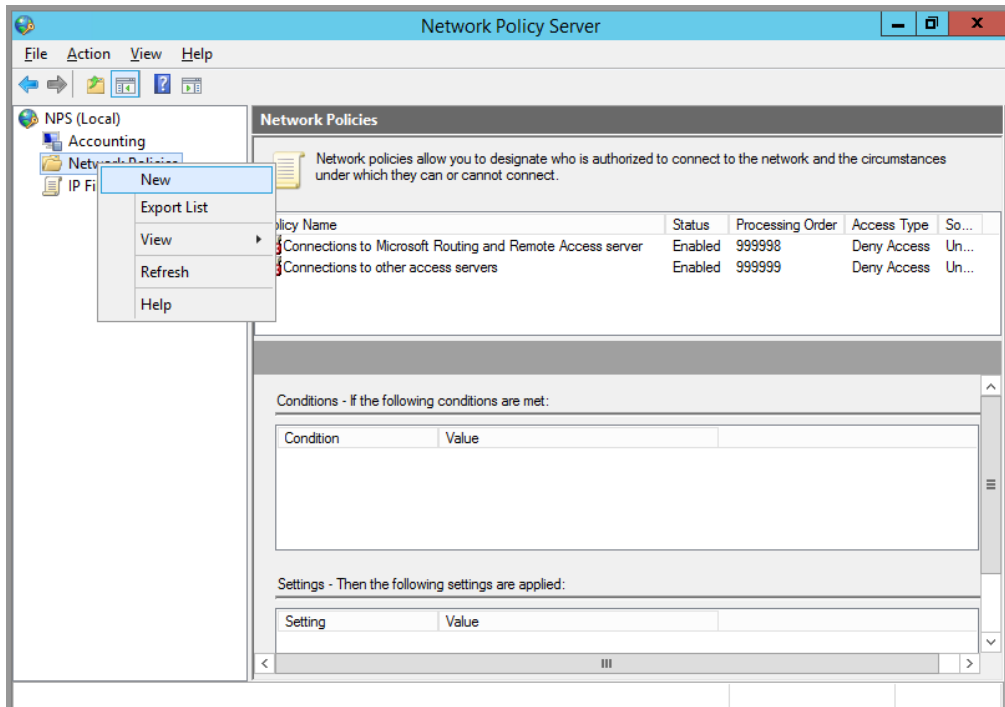 Network Policy Server
File Action View Help
NPS (Local)
Accounting
Network Policies
IP Fi
New
Export List
View
Refresh
Help
Network Policies
Network policies allow you to designate who is authorized to connect to the network and the circumstances
under which they can or cannot connect.
licy Name Status Processing Order Access Type So...
Connections to Microsoft Routing and Remote Access server Enabled 999998 Deny Access Un...
Connections to other access servers Enabled 999999 Deny Access Un...
Conditions - If the following conditions are met:
Condition Value
Settings - Then the following settings are applied:
Setting Value